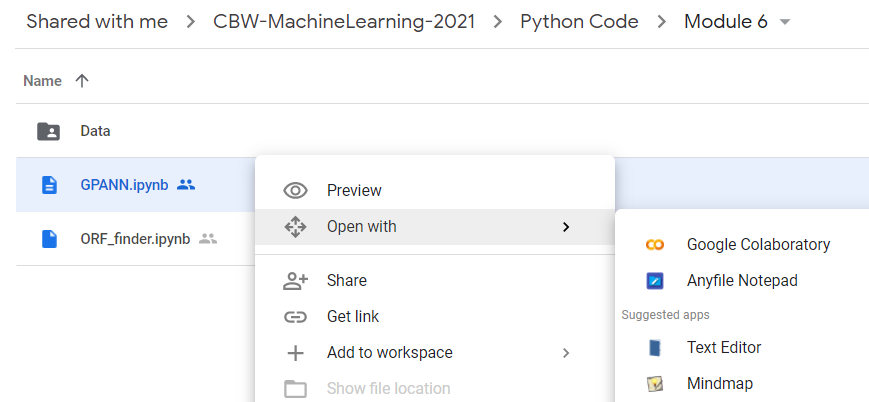 Shared with me > CBW-MachineLearning-2021 > Python Code > Module 6
Name
Data
GPANN.ipynb
ORF_finder.ipynb
Preview
Open with
Share
Get link
Add to workspace
Show file location
Google Colaboratory
Anyfile Notepad
Suggested apps
Text Editor
Mindmap